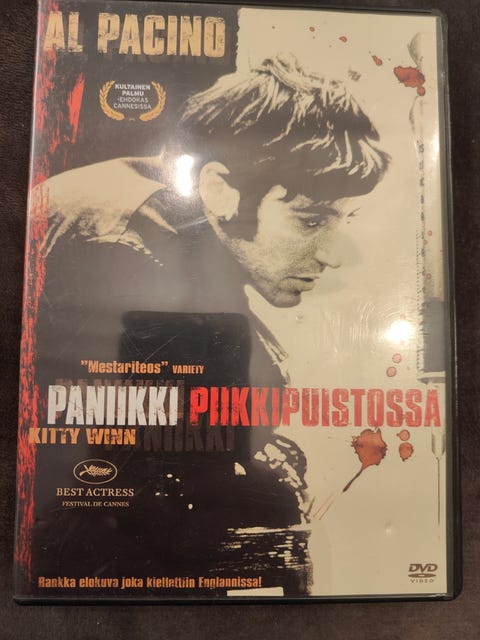 AL PACINO
KULTAINEN
PALMU
-EHDOKAS
CANNESISSA
"Mestariteos" VARIETY
PANIIKKI PIIKKIPUISTOSSA
KITTY WINN
BEST ACTRESS
FESTIVAL DE CANNES
Rankka elokuva joka kiellettiin Englannissa!
DVD
VIDEO